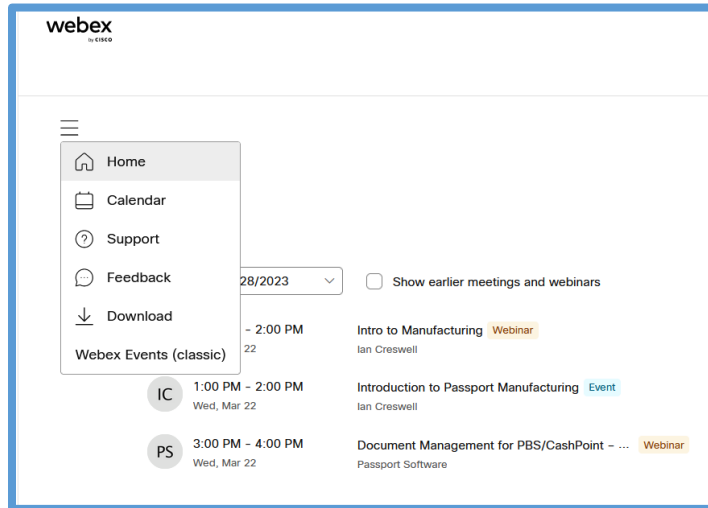 webex
by CISCO
Home
Calendar
Support
Feedback
Download
Webex Events (classic)
28/2023
Show earlier meetings and webinars
– 2:00 PM Intro to Manufacturing Webinar
22 Ian Creswell
IC 1:00 PM – 2:00 PM Introduction to Passport Manufacturing Event
Wed, Mar 22 Ian Creswell
PS 3:00 PM – 4:00 PM Document Management for PBS/CashPoint – ... Webinar
Wed, Mar 22 Passport Software